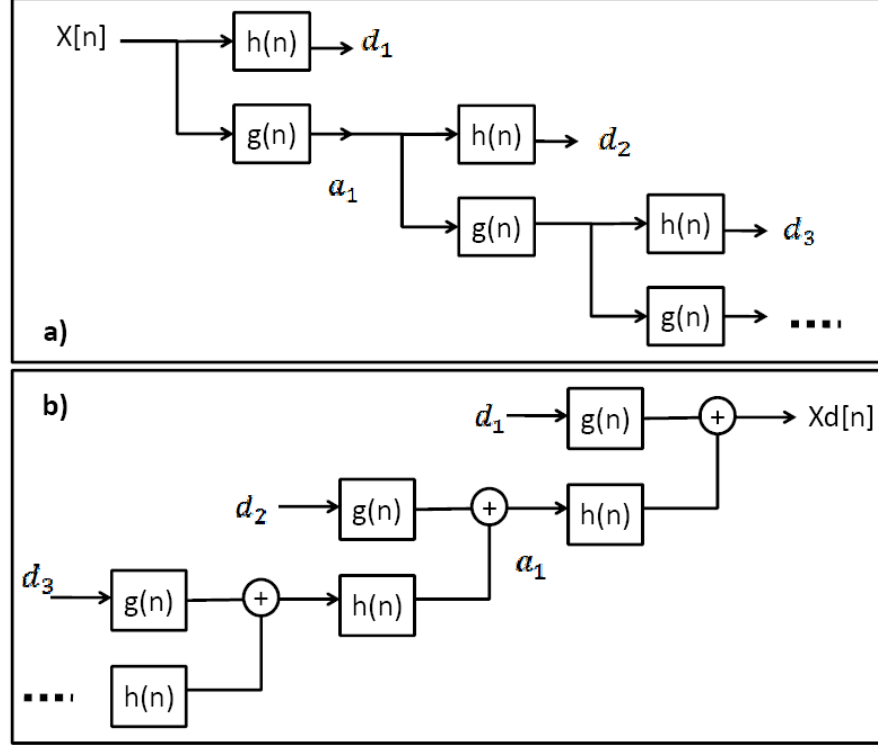 X[n]
h(n)
d1
g(n)
a1
h(n)
d2
g(n)
h(n)
d3
g(n)
.....
a)
b)
d1
g(n)
+
Xd[n]
d2
g(n)
+
h(n)
a1
d3
g(n)
+
h(n)
....
h(n)